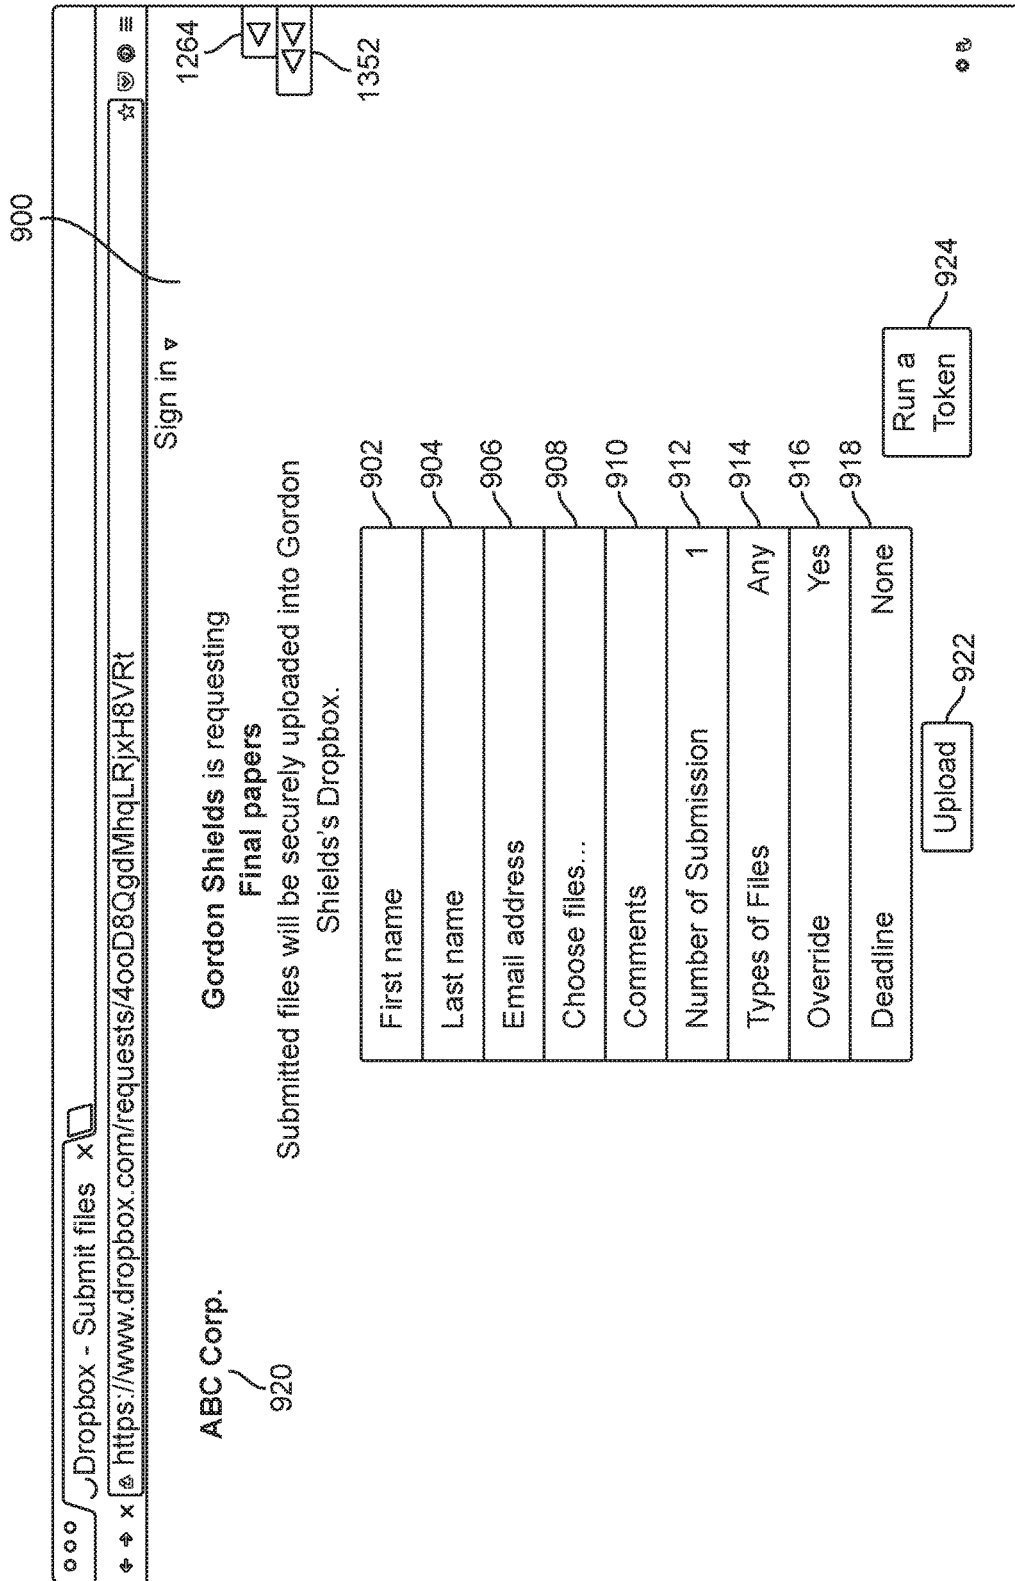 900
Dropbox - Submit files x
https://www.dropbox.com/requests/4ooD8QgdMhqLRjxH8VRt
Sign in
1264
1352
ABC Corp.
920
Gordon Shields is requesting
Final papers
Submitted files will be securely uploaded into Gordon
Shields's Dropbox.
First name 902
Last name 904
Email address 906
Choose files... 908
Comments 910
Number of Submission 1 912
Types of Files Any 914
Override Yes 916
Deadline None 918
Upload 922
Run a
Token 924